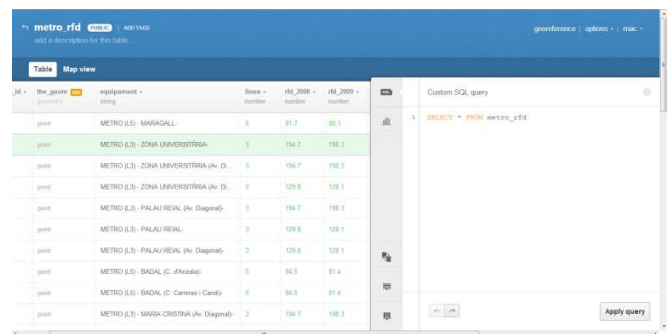 metro_rfd PUBLIC ADD TAGS
add a description for this table...
georeference | options | mac
Table Map view
_id the_geom equipament linea rfd_2008 rfd_2009
geometry string number number number
point METRO (L5) - MARAGALL- 5
point METRO (L3) - ZONA UNIVERSITÀRIA- 3 194.7 198.3
point METRO (L3) - ZONA UNIVERSITÀRIA (Av. Di... 3 194.7 198.3
point METRO (L3) - ZONA UNIVERSITÀRIA (Av. Di... 3 129.8 128.1
point METRO (L3) - PALAU REIAL (Av. Diagonal)- 3 194.7 198.3
point METRO (L3) - PALAU REIAL- 3 129.8 128.1
point METRO (L3) - PALAU REIAL (Av. Diagonal)- 3 129.8 128.1
point METRO (L5) - BADAL (C. d'Arizala)- 5 84.5 81.4
point METRO (L5) - BADAL (C. Carreras i Candi)- 5 84.5 81.4
point METRO (L3) - MARIA CRISTINA (Av. Diagonal)- 3 194.7 198.3
SQL
Custom SQL query
1 SELECT * FROM metro_rfd
Apply query